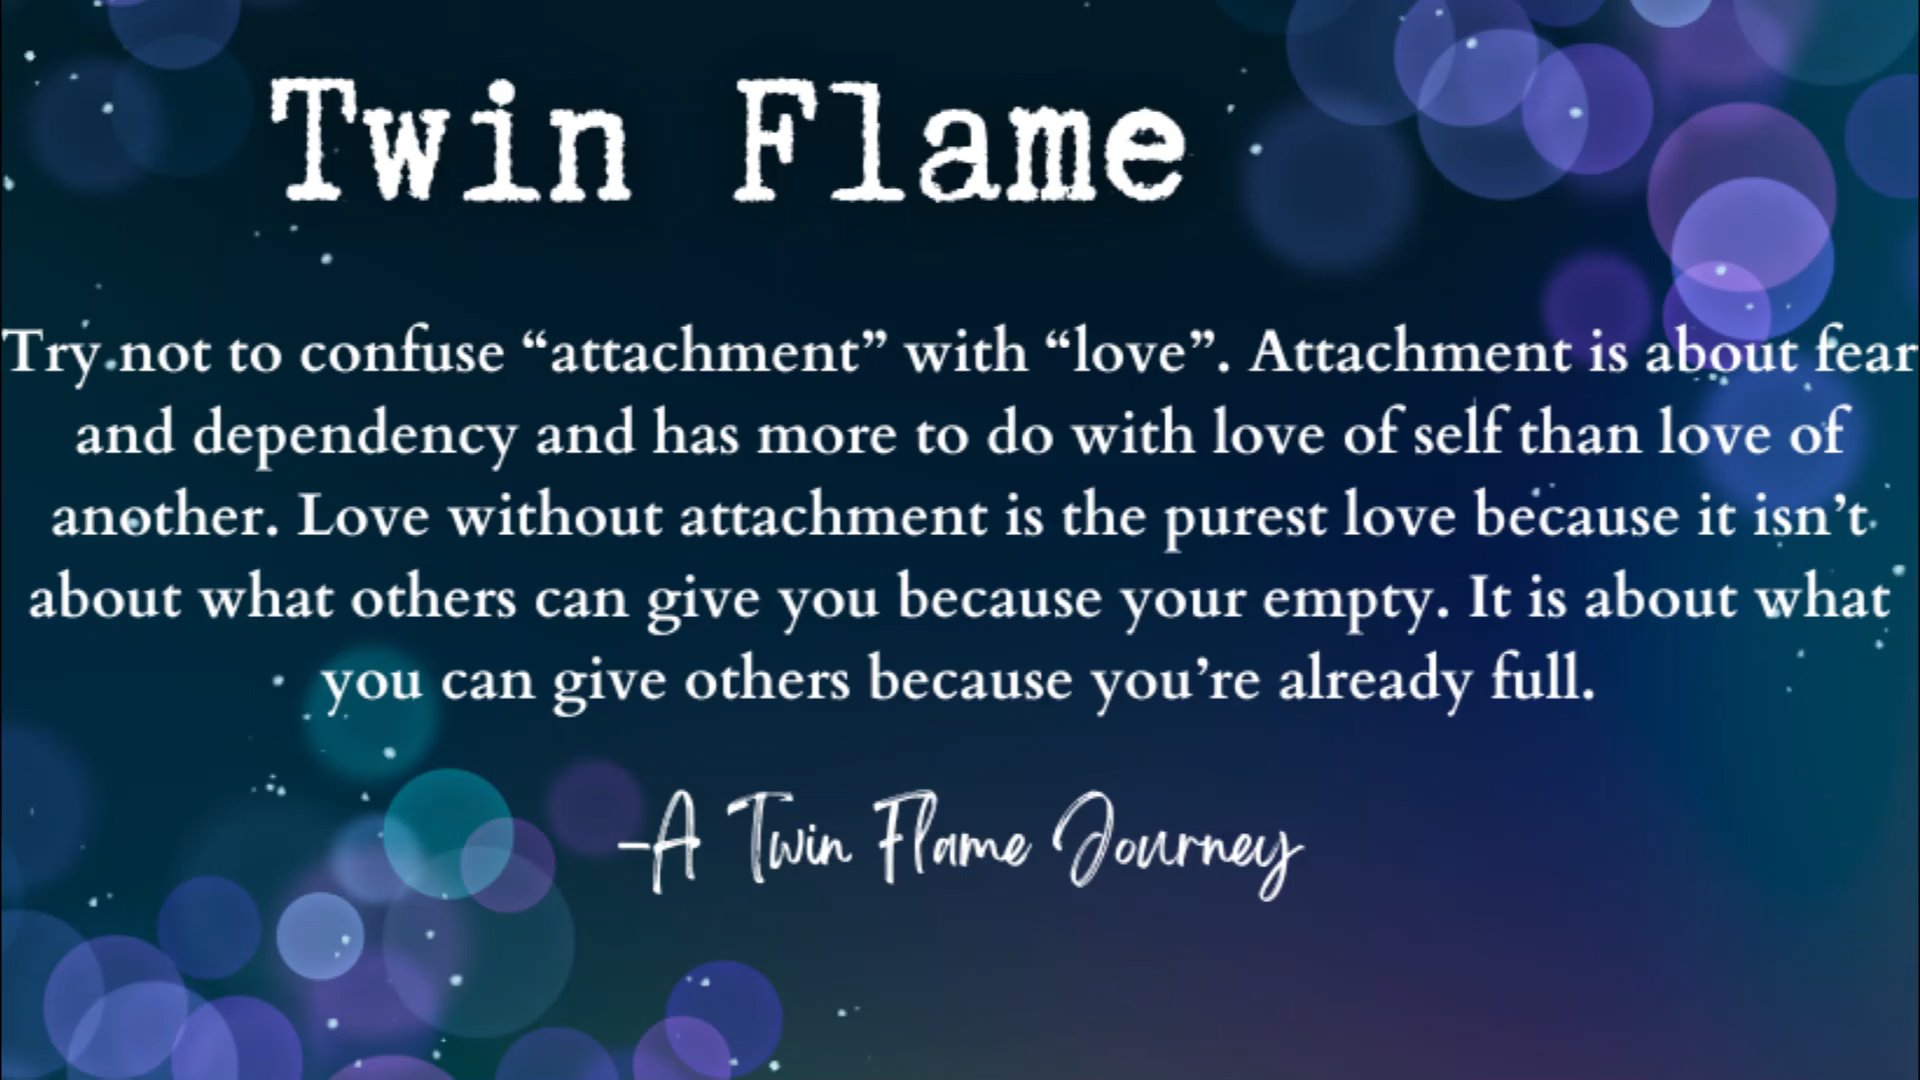 Twin Flame
Try not to confuse “attachment” with “love”. Attachment is about fear
and dependency and has more to do with love of self than love of
another. Love without attachment is the purest love because it isn’t
about what others can give you because your empty. It is about what
you can give others because you’re already full.
-A Twin Flame Journey